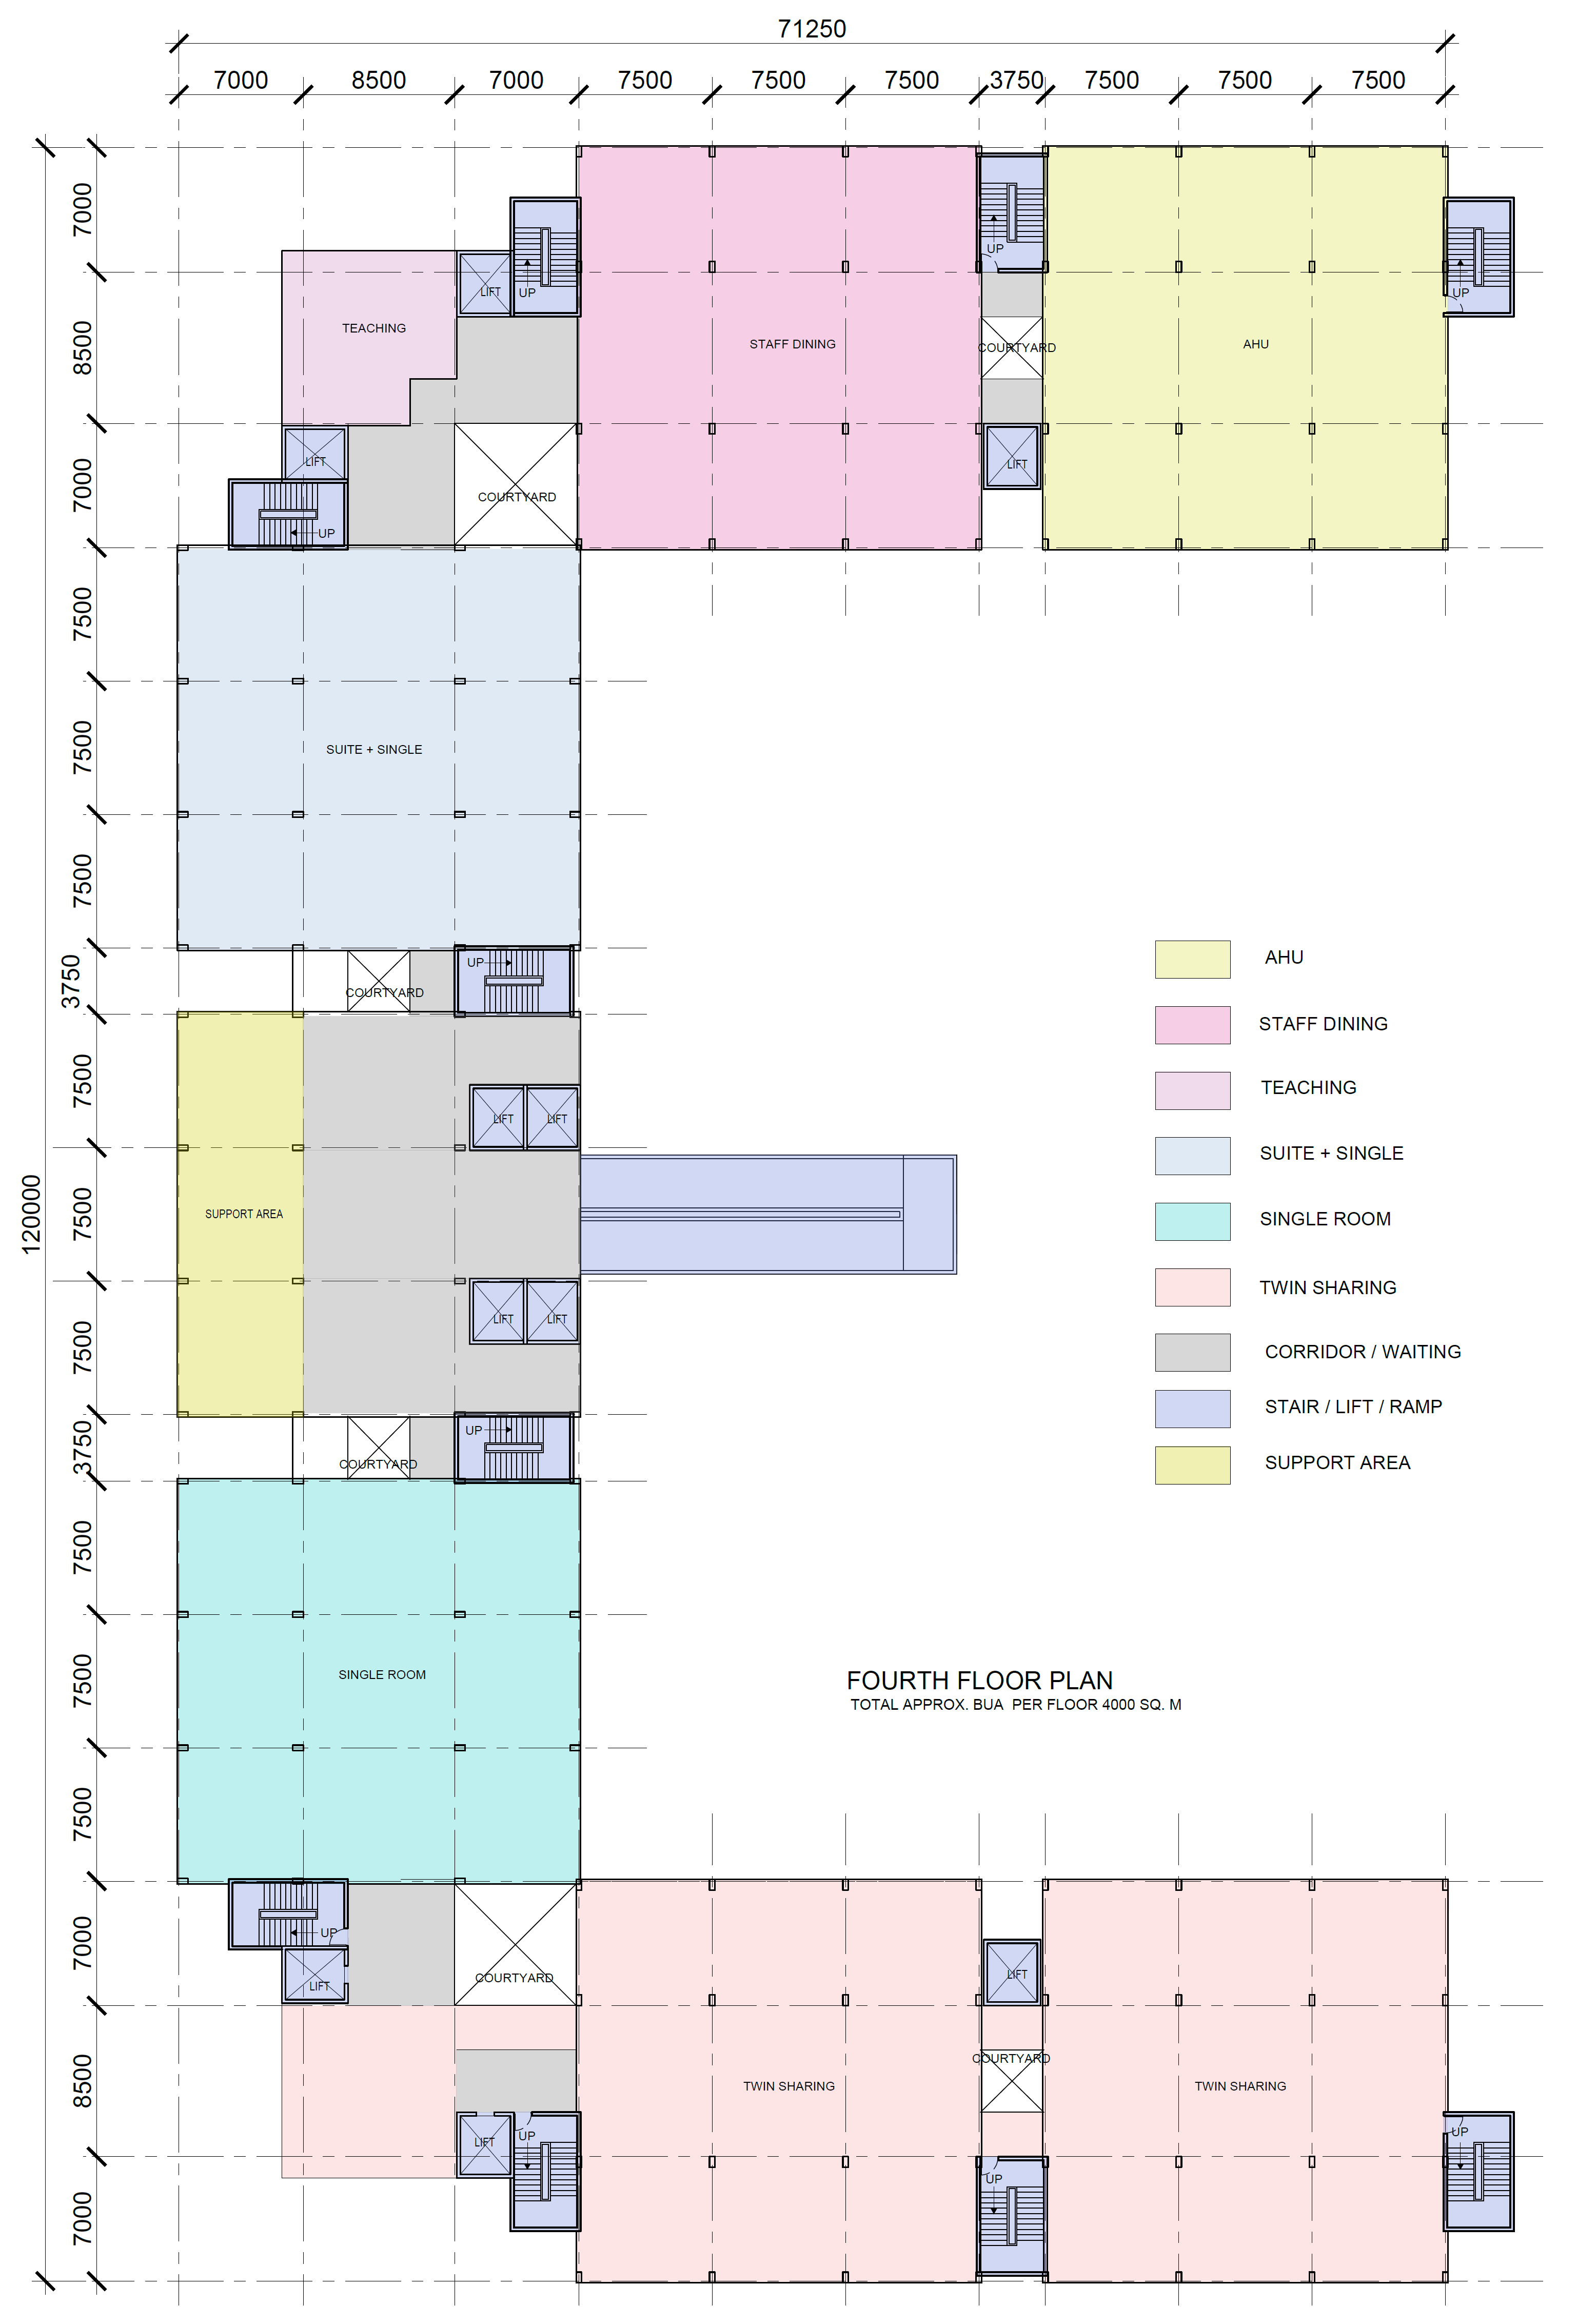 71250
7000 8500 7000 7500 7500 7500 3750 7500 7500 7500
7000
UP
UP
LIFT
UP
UP
TEACHING
8500
STAFF DINING
COURTYARD
AHU
LIFT
LIFT
7000
COURTYARD
UP
7500
7500
SUITE + SINGLE
7500
3750
UP
COURTYARD
AHU
STAFF DINING
7500
TEACHING
LIFT LIFT
SUITE + SINGLE
120000
7500
SUPPORT AREA
SINGLE ROOM
TWIN SHARING
LIFT LIFT
7500
CORRIDOR / WAITING
STAIR / LIFT / RAMP
3750
UP
COURTYARD
SUPPORT AREA
7500
SINGLE ROOM
7500
FOURTH FLOOR PLAN
TOTAL APPROX. BUA PER FLOOR 4000 SQ. M
7500
7000
UP
LIFT
COURTYARD
LIFT
8500
COURTYARD
TWIN SHARING
TWIN SHARING
LIFT
UP
UP
UP
7000